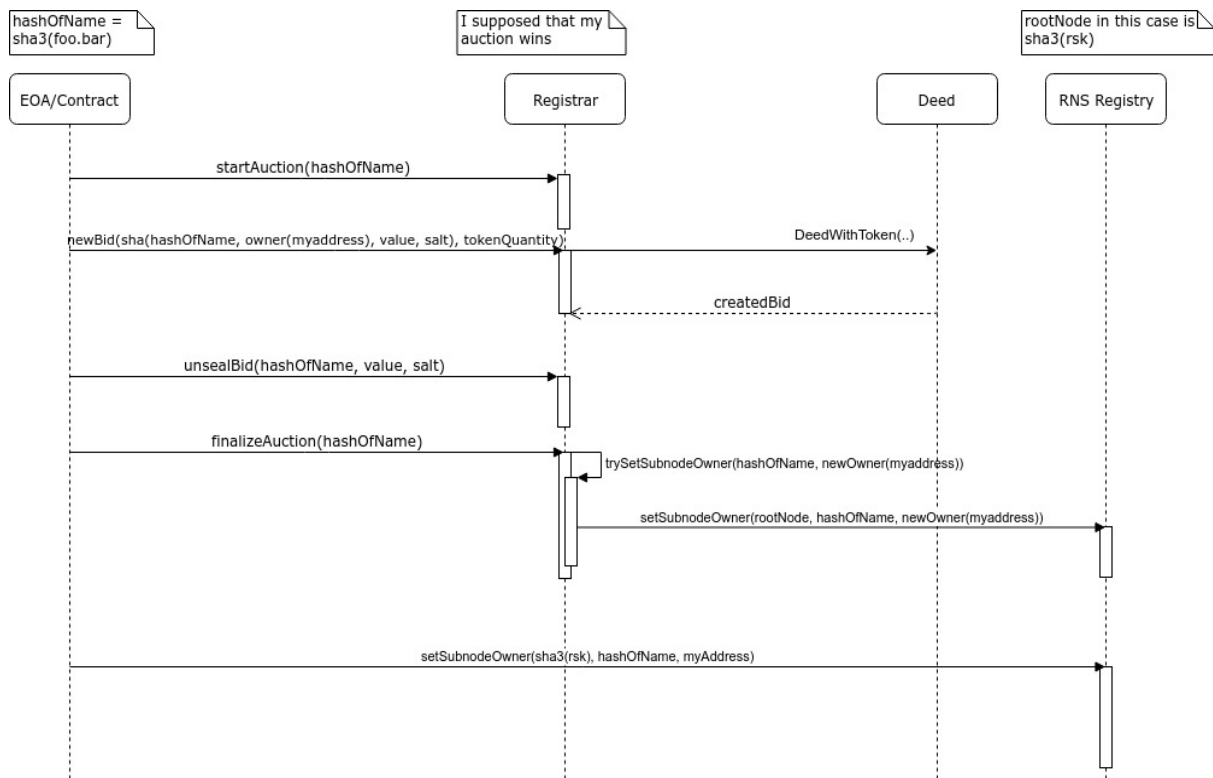 hashOfName =
sha3(foo.bar)
I supposed that my
auction wins
rootNode in this case is
sha3(rsk)
EOA/Contract
Registrar
Deed
RNS Registry
startAuction(hashOfName)
newBid(sha(hashOfName, owner(myaddress), value, salt), tokenQuantity)
DeedWithToken(..)
createdBid
unsealBid(hashOfName, value, salt)
finalizeAuction(hashOfName)
trySetSubnodeOwner(hashOfName, newOwner(myaddress))
setSubnodeOwner(rootNode, hashOfName, newOwner(myaddress))
setSubnodeOwner(sha3(rsk), hashOfName, myAddress)